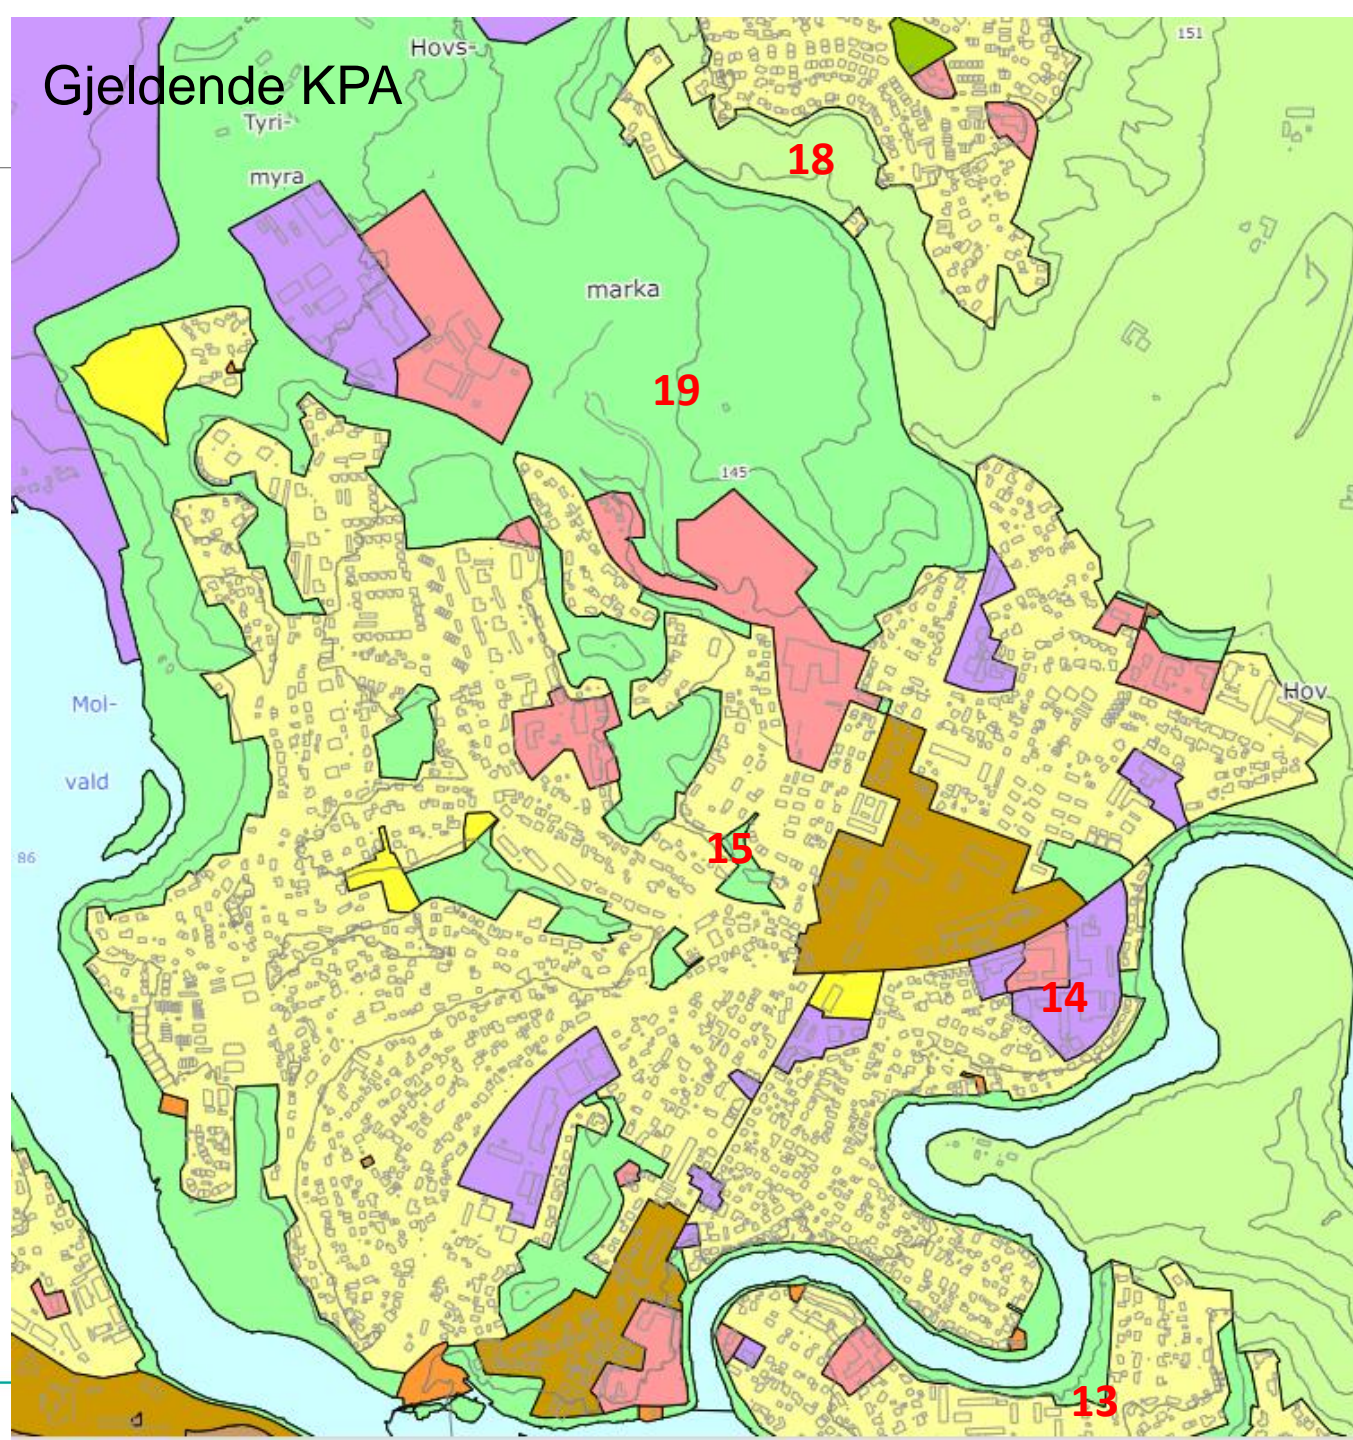 Hovs-
151
Gjeldende KPA
Tyri-
18
myra
marka
19
145
Hov
Mol-
vald
15
86
14
13